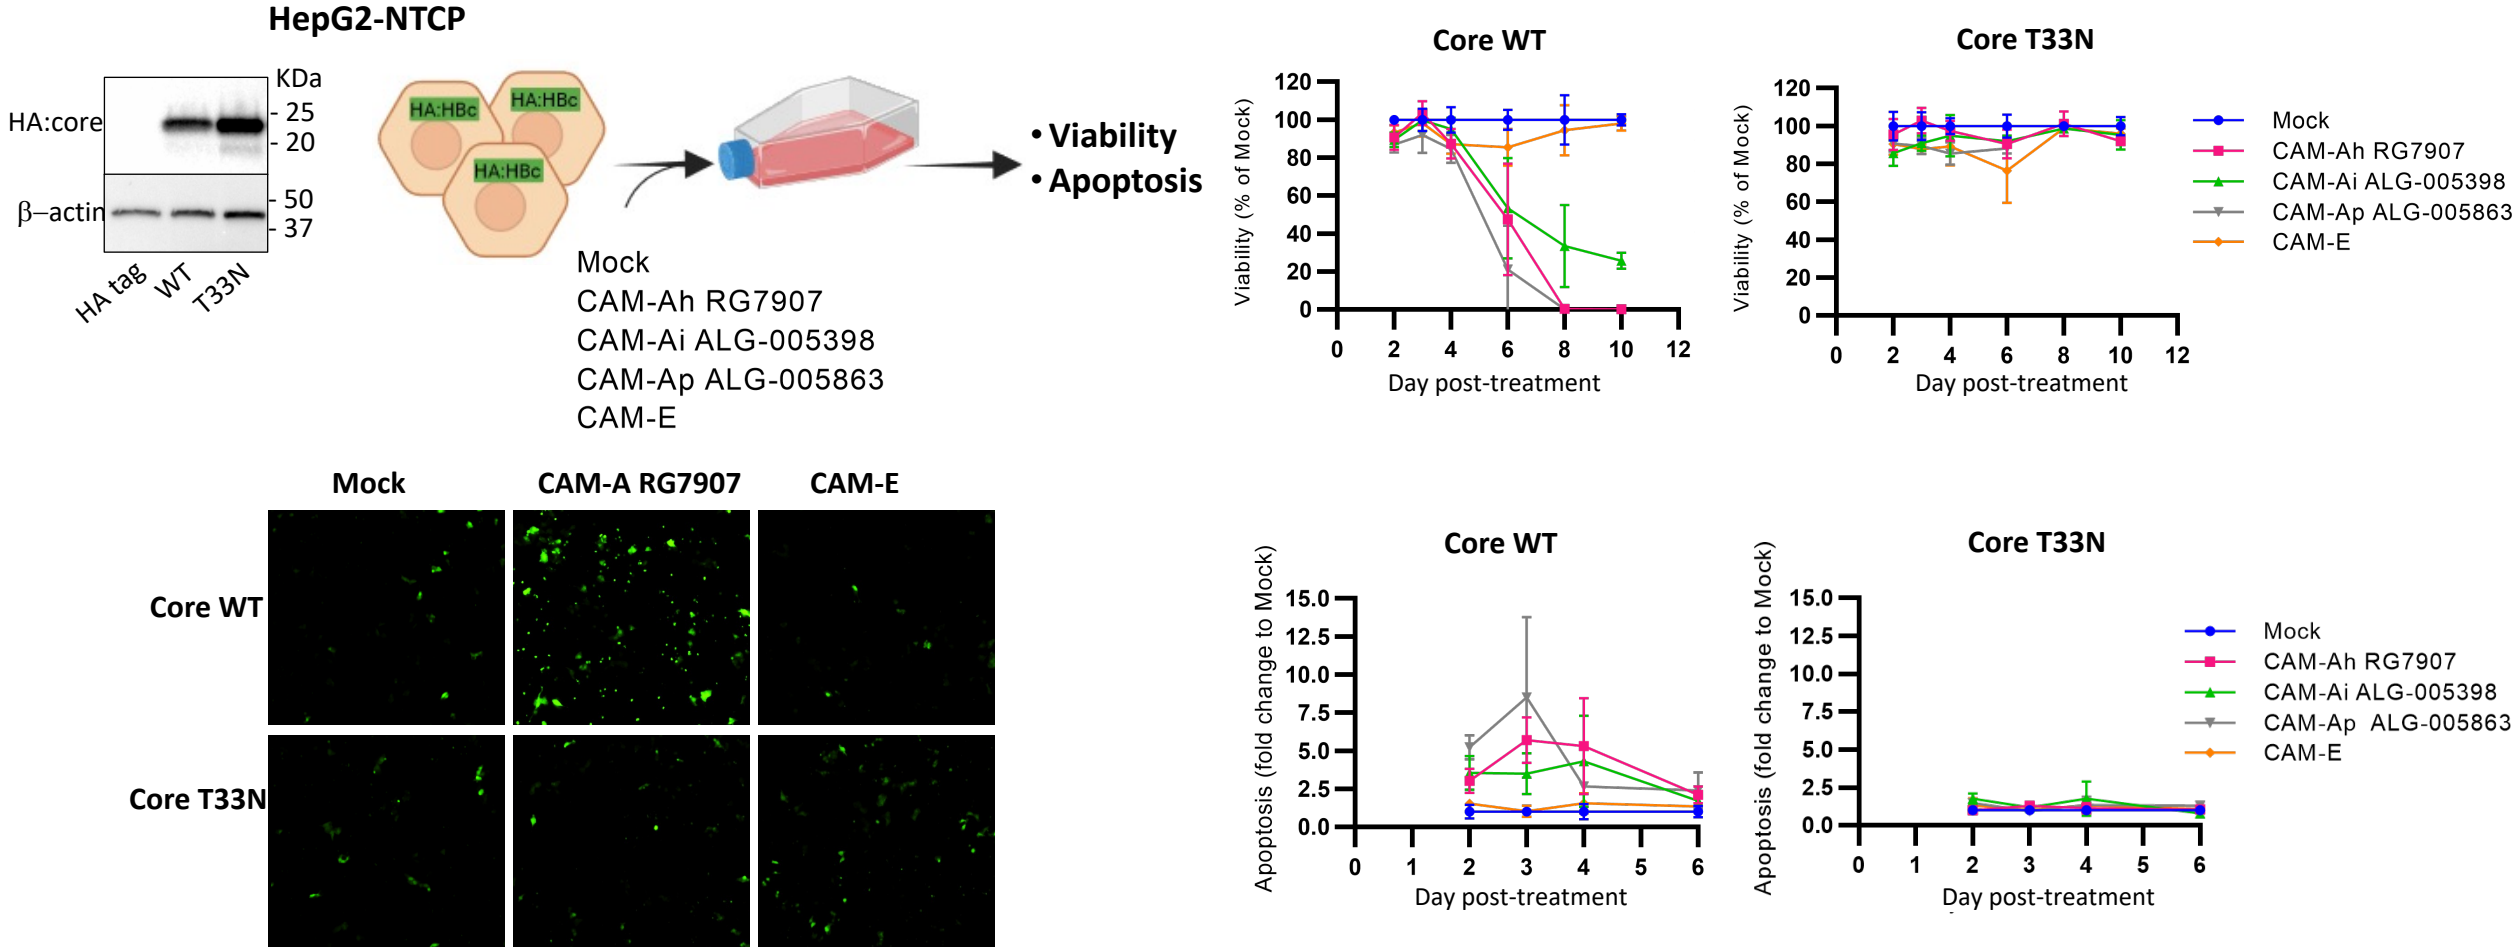 HepG2-NTCP
KDa
HA:core
- 25
- 20
β–actin
- 50
- 37
HA tag
WT
T33N
HA:HBc
HA:HBc
HA:HBc
Mock
CAM-Ah RG7907
CAM-Ai ALG-005398
CAM-Ap ALG-005863
CAM-E
• Viability
• Apoptosis
Core WT
Viability (% of Mock)
120
100
80
60
40
20
0
0 2 4 6 8 10 12
Day post-treatment
Core T33N
Viability (% of Mock)
120
100
80
60
40
20
0
0 2 4 6 8 10 12
Day post-treatment
Mock
CAM-Ah RG7907
CAM-Ai ALG-005398
CAM-Ap ALG-005863
CAM-E
Mock CAM-A RG7907 CAM-E
Core WT
Core T33N
Core WT
Apoptosis (fold change to Mock)
15.0
12.5
10.0
7.5
5.0
2.5
0.0
0 1 2 3 4 5 6
Day post-treatment
Core T33N
Apoptosis (fold change to Mock)
15.0
12.5
10.0
7.5
5.0
2.5
0.0
0 1 2 3 4 5 6
Day post-treatment
Mock
CAM-Ah RG7907
CAM-Ai ALG-005398
CAM-Ap ALG-005863
CAM-E